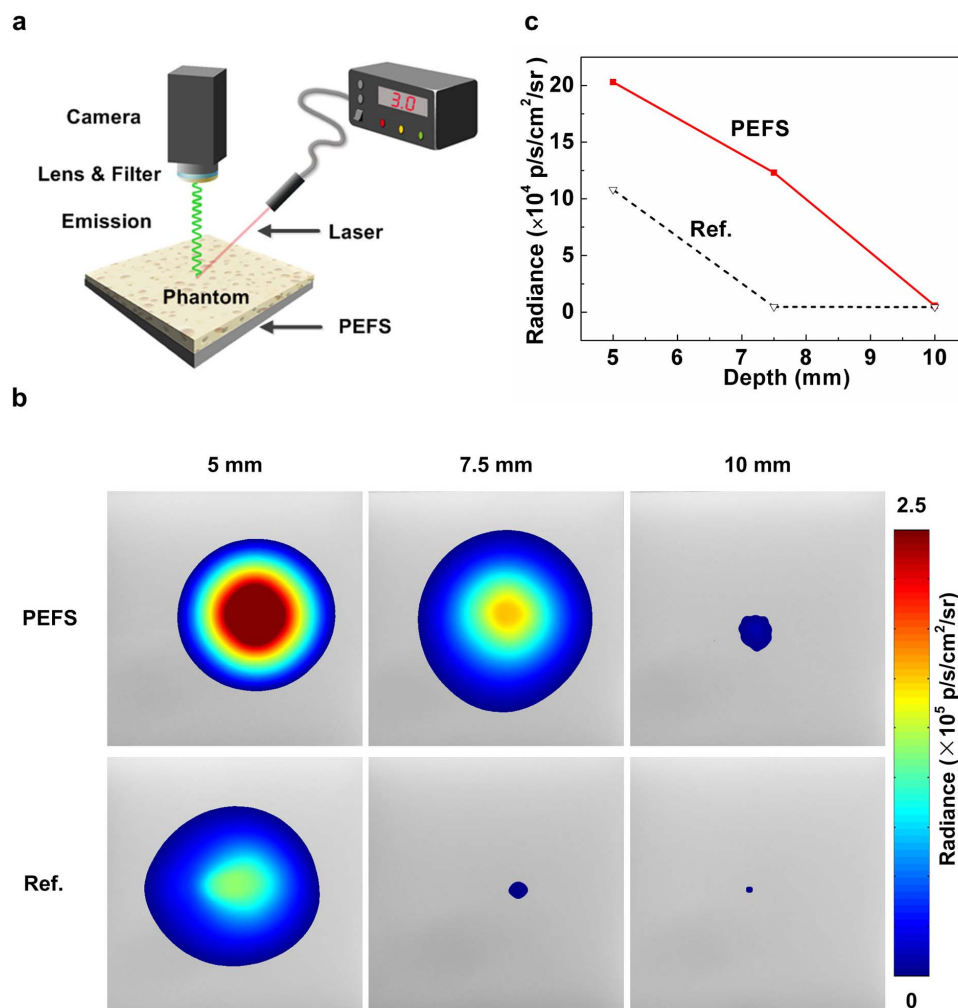 a
Camera
Lens & Filter
Emission
3.0
Laser
Phantom
PEFS
c
Radiance (×10⁴ p/s/cm²/sr)
20
15
10
5
0
PEFS
Ref.
5 6 7 8 9 10
Depth (mm)
b
5 mm 7.5 mm 10 mm
PEFS
Ref.
2.5
Radiance (×10⁵ p/s/cm²/sr)
0